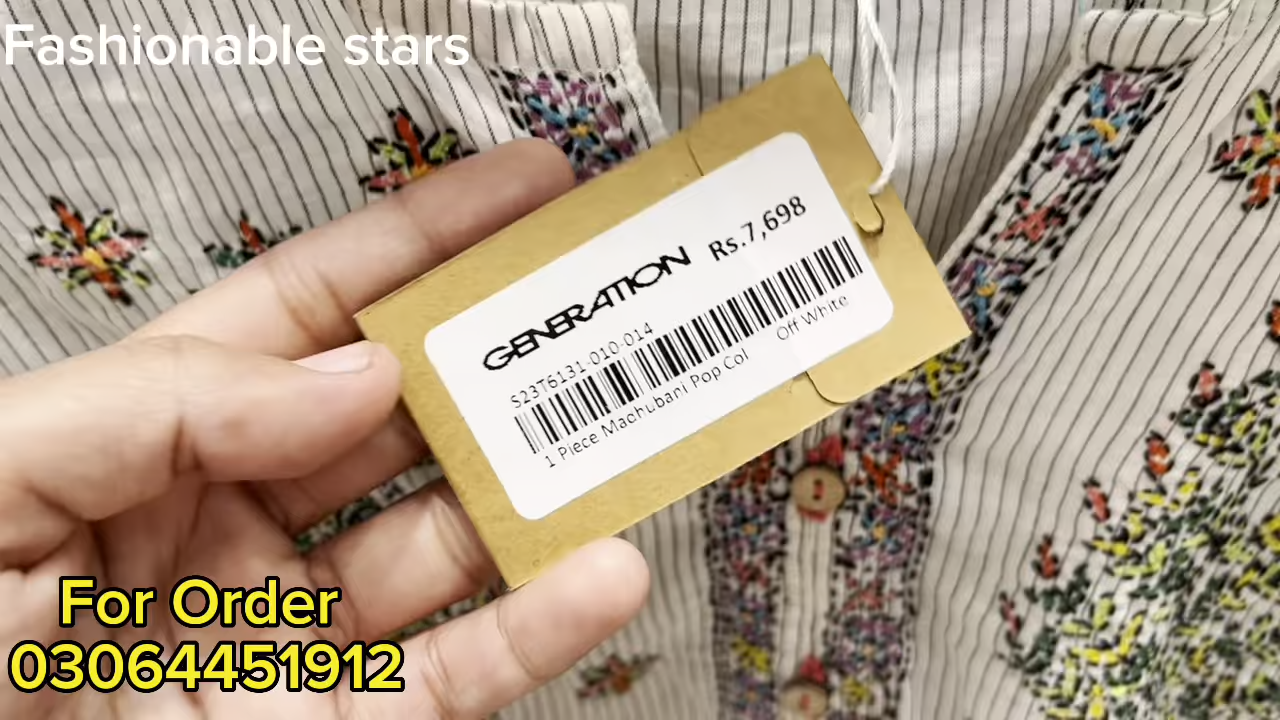 Fashionable stars
GENERATION Rs.7,698
S23T6131-010-014
1 Piece Machubani Pop Col Off White
For Order
03064451912